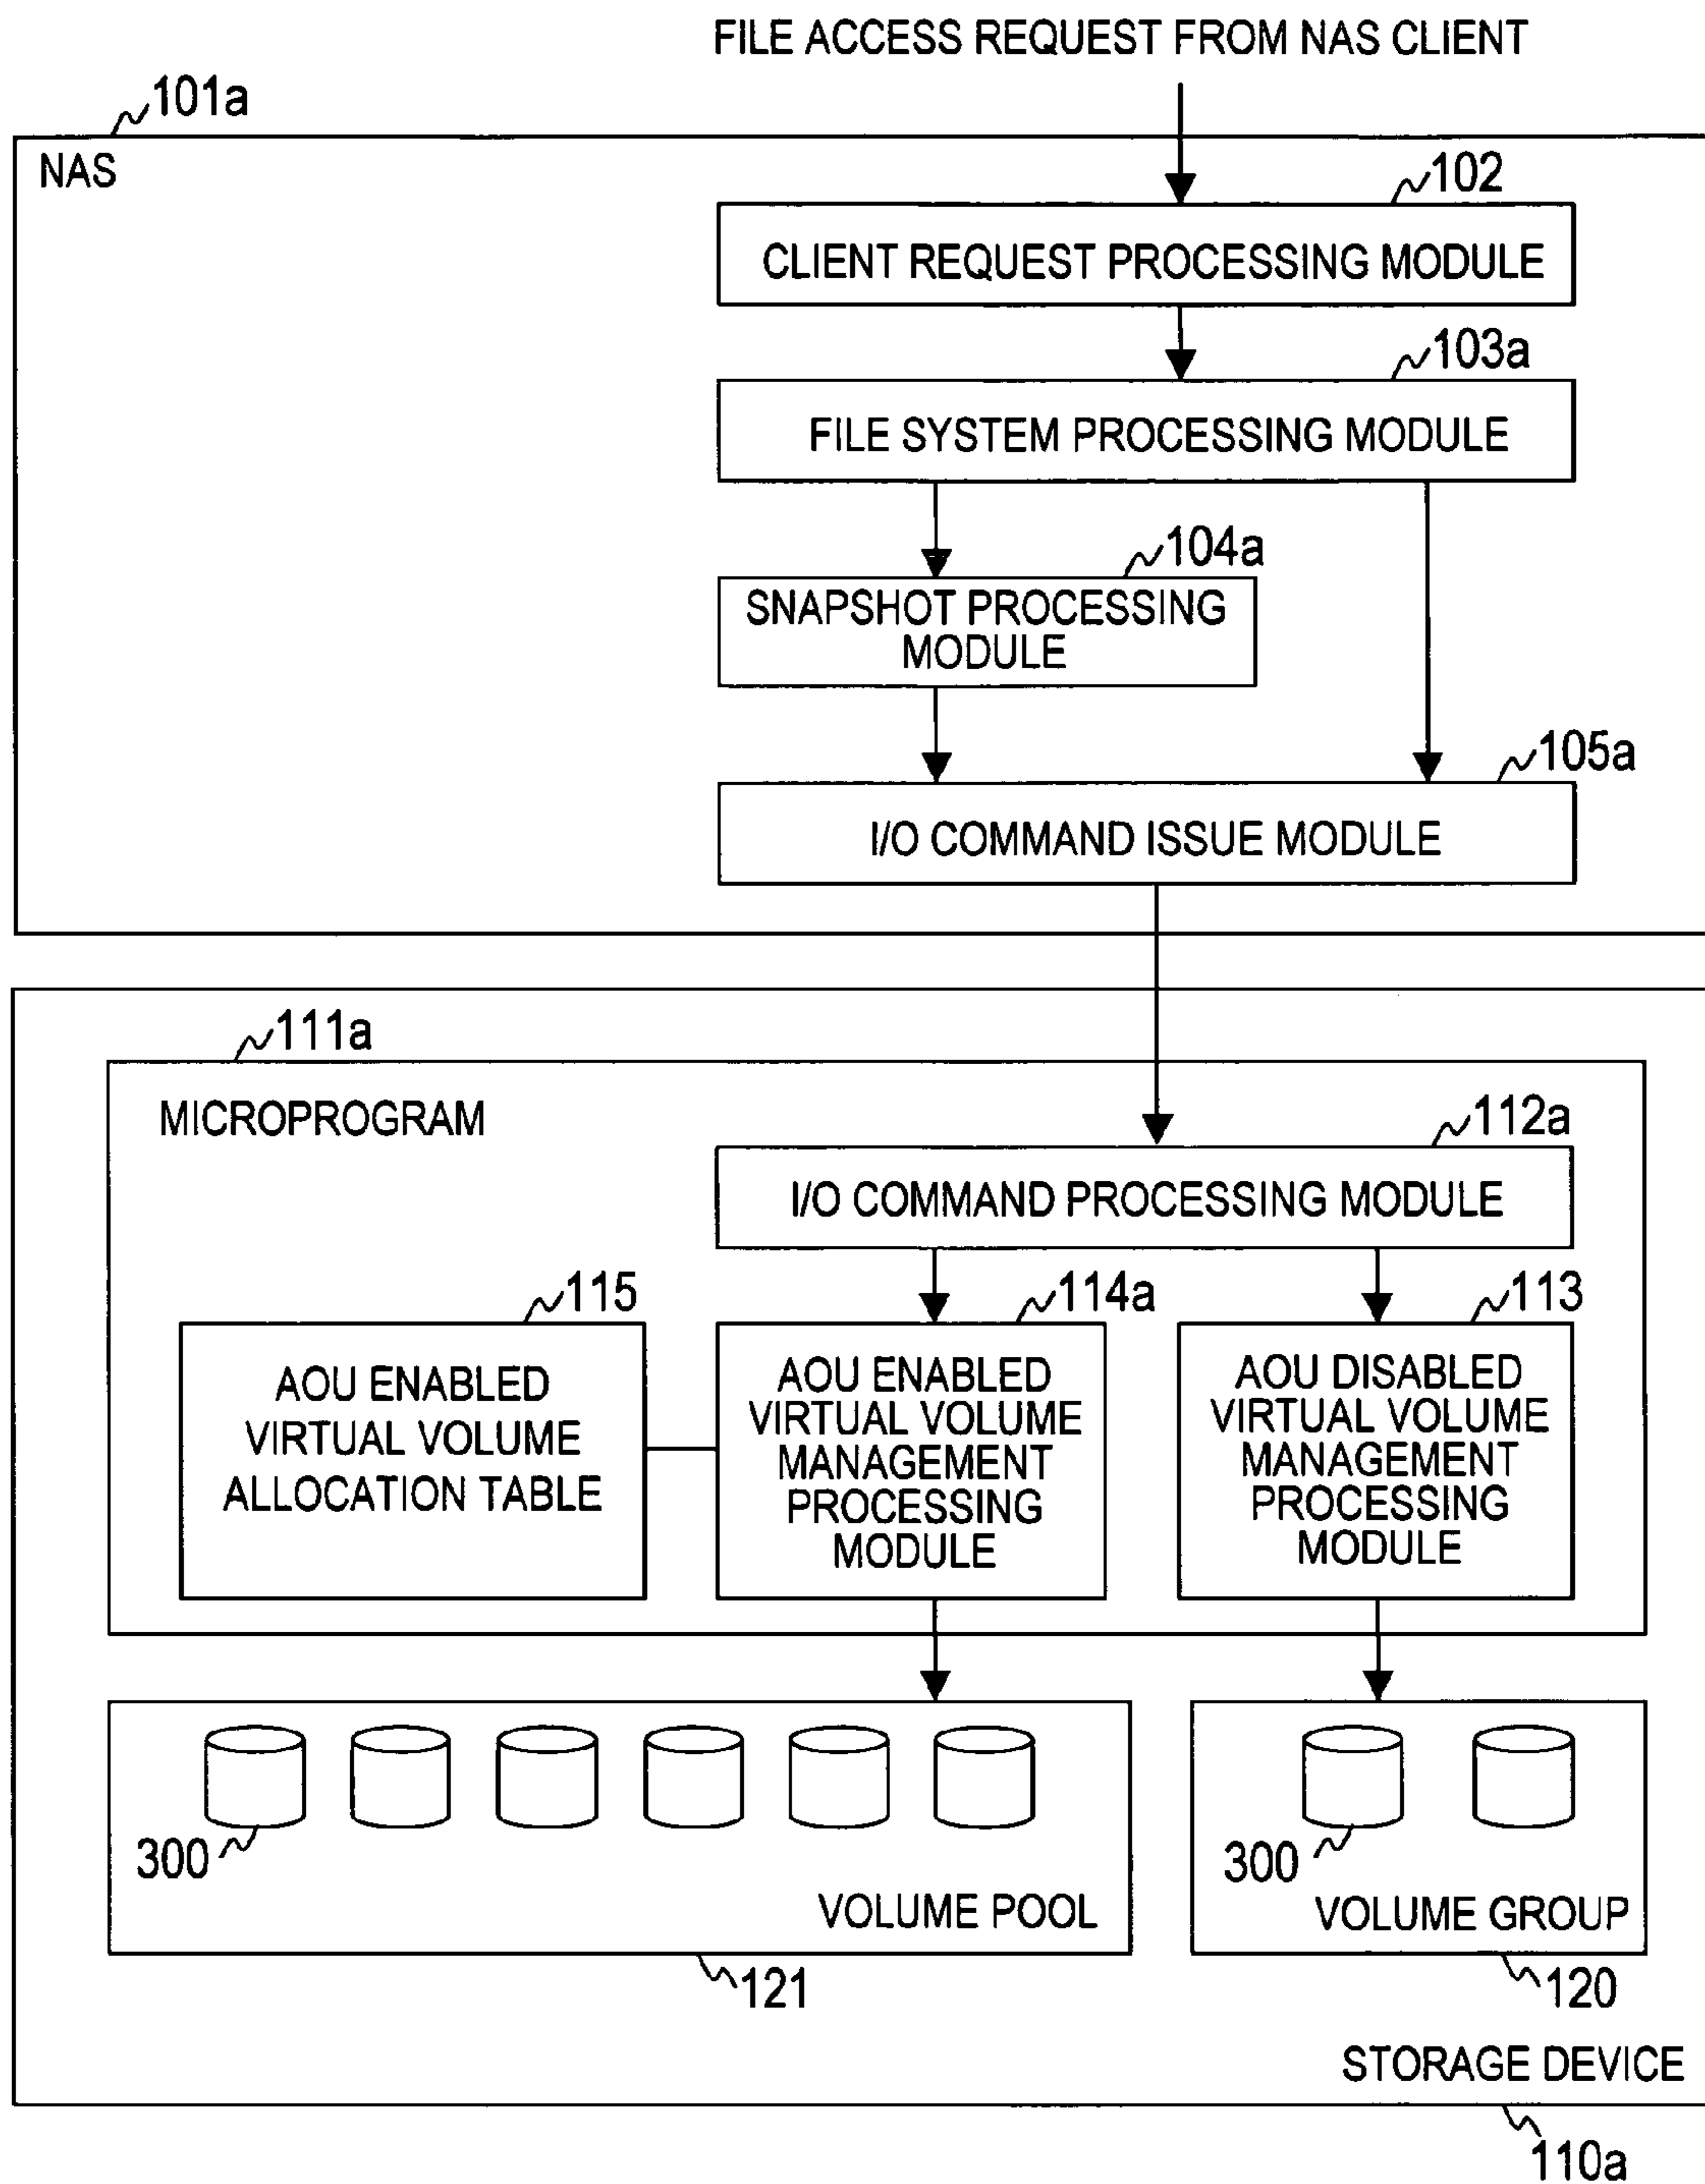 FILE ACCESS REQUEST FROM NAS CLIENT
101a
NAS
102
CLIENT REQUEST PROCESSING MODULE
103a
FILE SYSTEM PROCESSING MODULE
104a
SNAPSHOT PROCESSING
MODULE
105a
I/O COMMAND ISSUE MODULE
111a
MICROPROGRAM
112a
I/O COMMAND PROCESSING MODULE
115
AOU ENABLED
VIRTUAL VOLUME
ALLOCATION TABLE
114a
AOU ENABLED
VIRTUAL VOLUME
MANAGEMENT
PROCESSING
MODULE
113
AOU DISABLED
VIRTUAL VOLUME
MANAGEMENT
PROCESSING
MODULE
300
VOLUME POOL
121
300
VOLUME GROUP
120
STORAGE DEVICE
110a